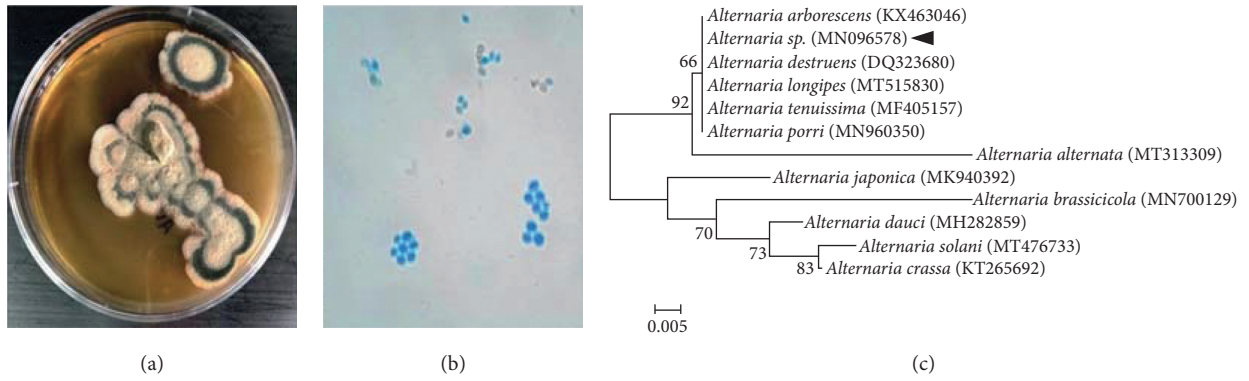 Alternaria arborescens (KX463046)
Alternaria sp. (MN096578)
66
Alternaria destruens (DQ323680)
Alternaria longipes (MT515830)
92
Alternaria tenuissima (MF405157)
Alternaria porri (MN960350)
Alternaria alternata (MT313309)
Alternaria japonica (MK940392)
Alternaria brassicicola (MN700129)
70
Alternaria dauci (MH282859)
73
Alternaria solani (MT476733)
83
Alternaria crassa (KT265692)
0.005
(a)
(b)
(c)